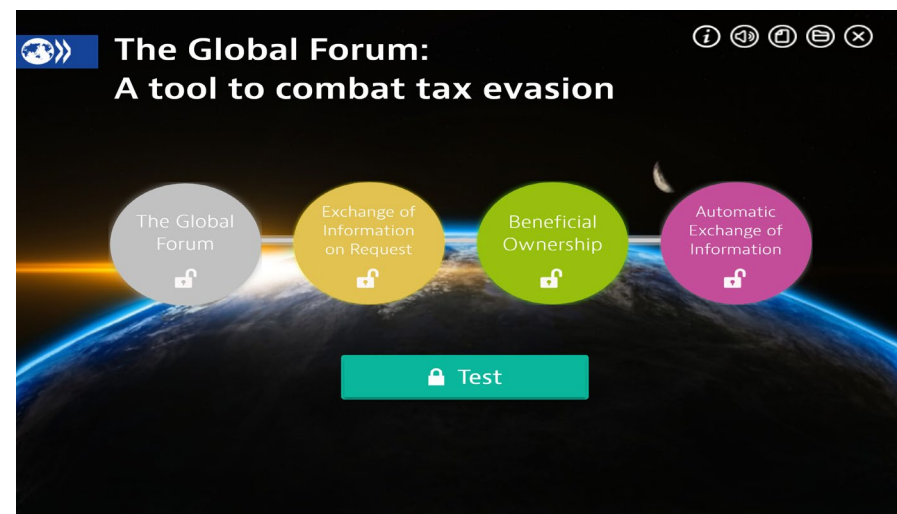 The Global Forum:
A tool to combat tax evasion
The Global
Forum
Exchange of
Information
on Request
Beneficial
Ownership
Automatic
Exchange of
Information
Test